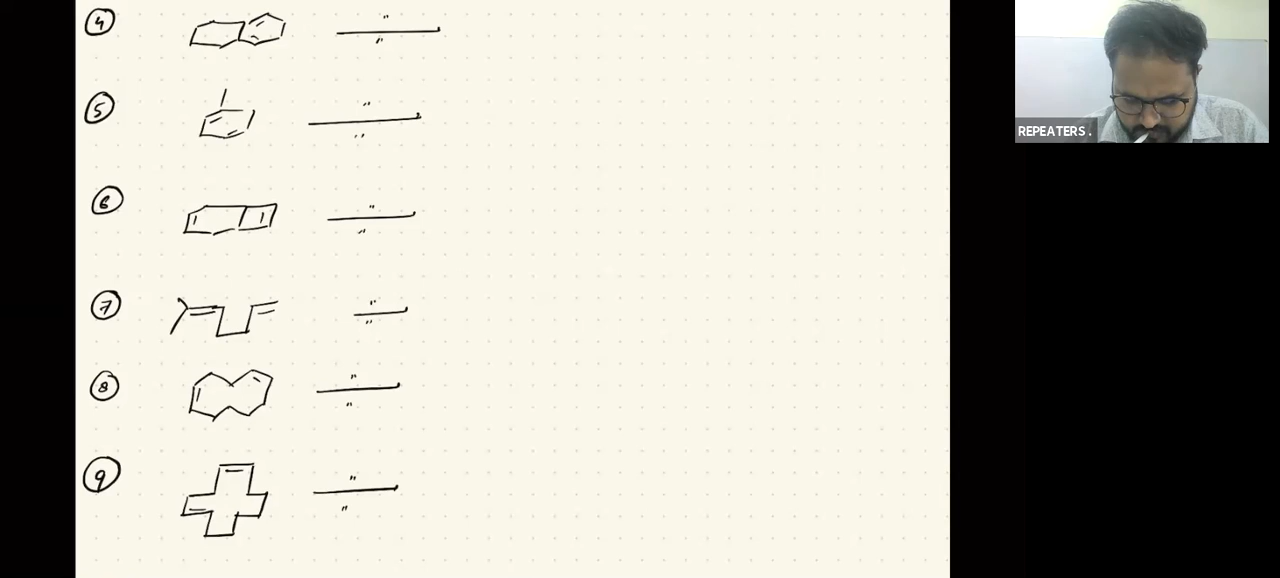 4 " "
REPEATERS.
5 " "
6 " "
7 " "
8 " "
9 " "